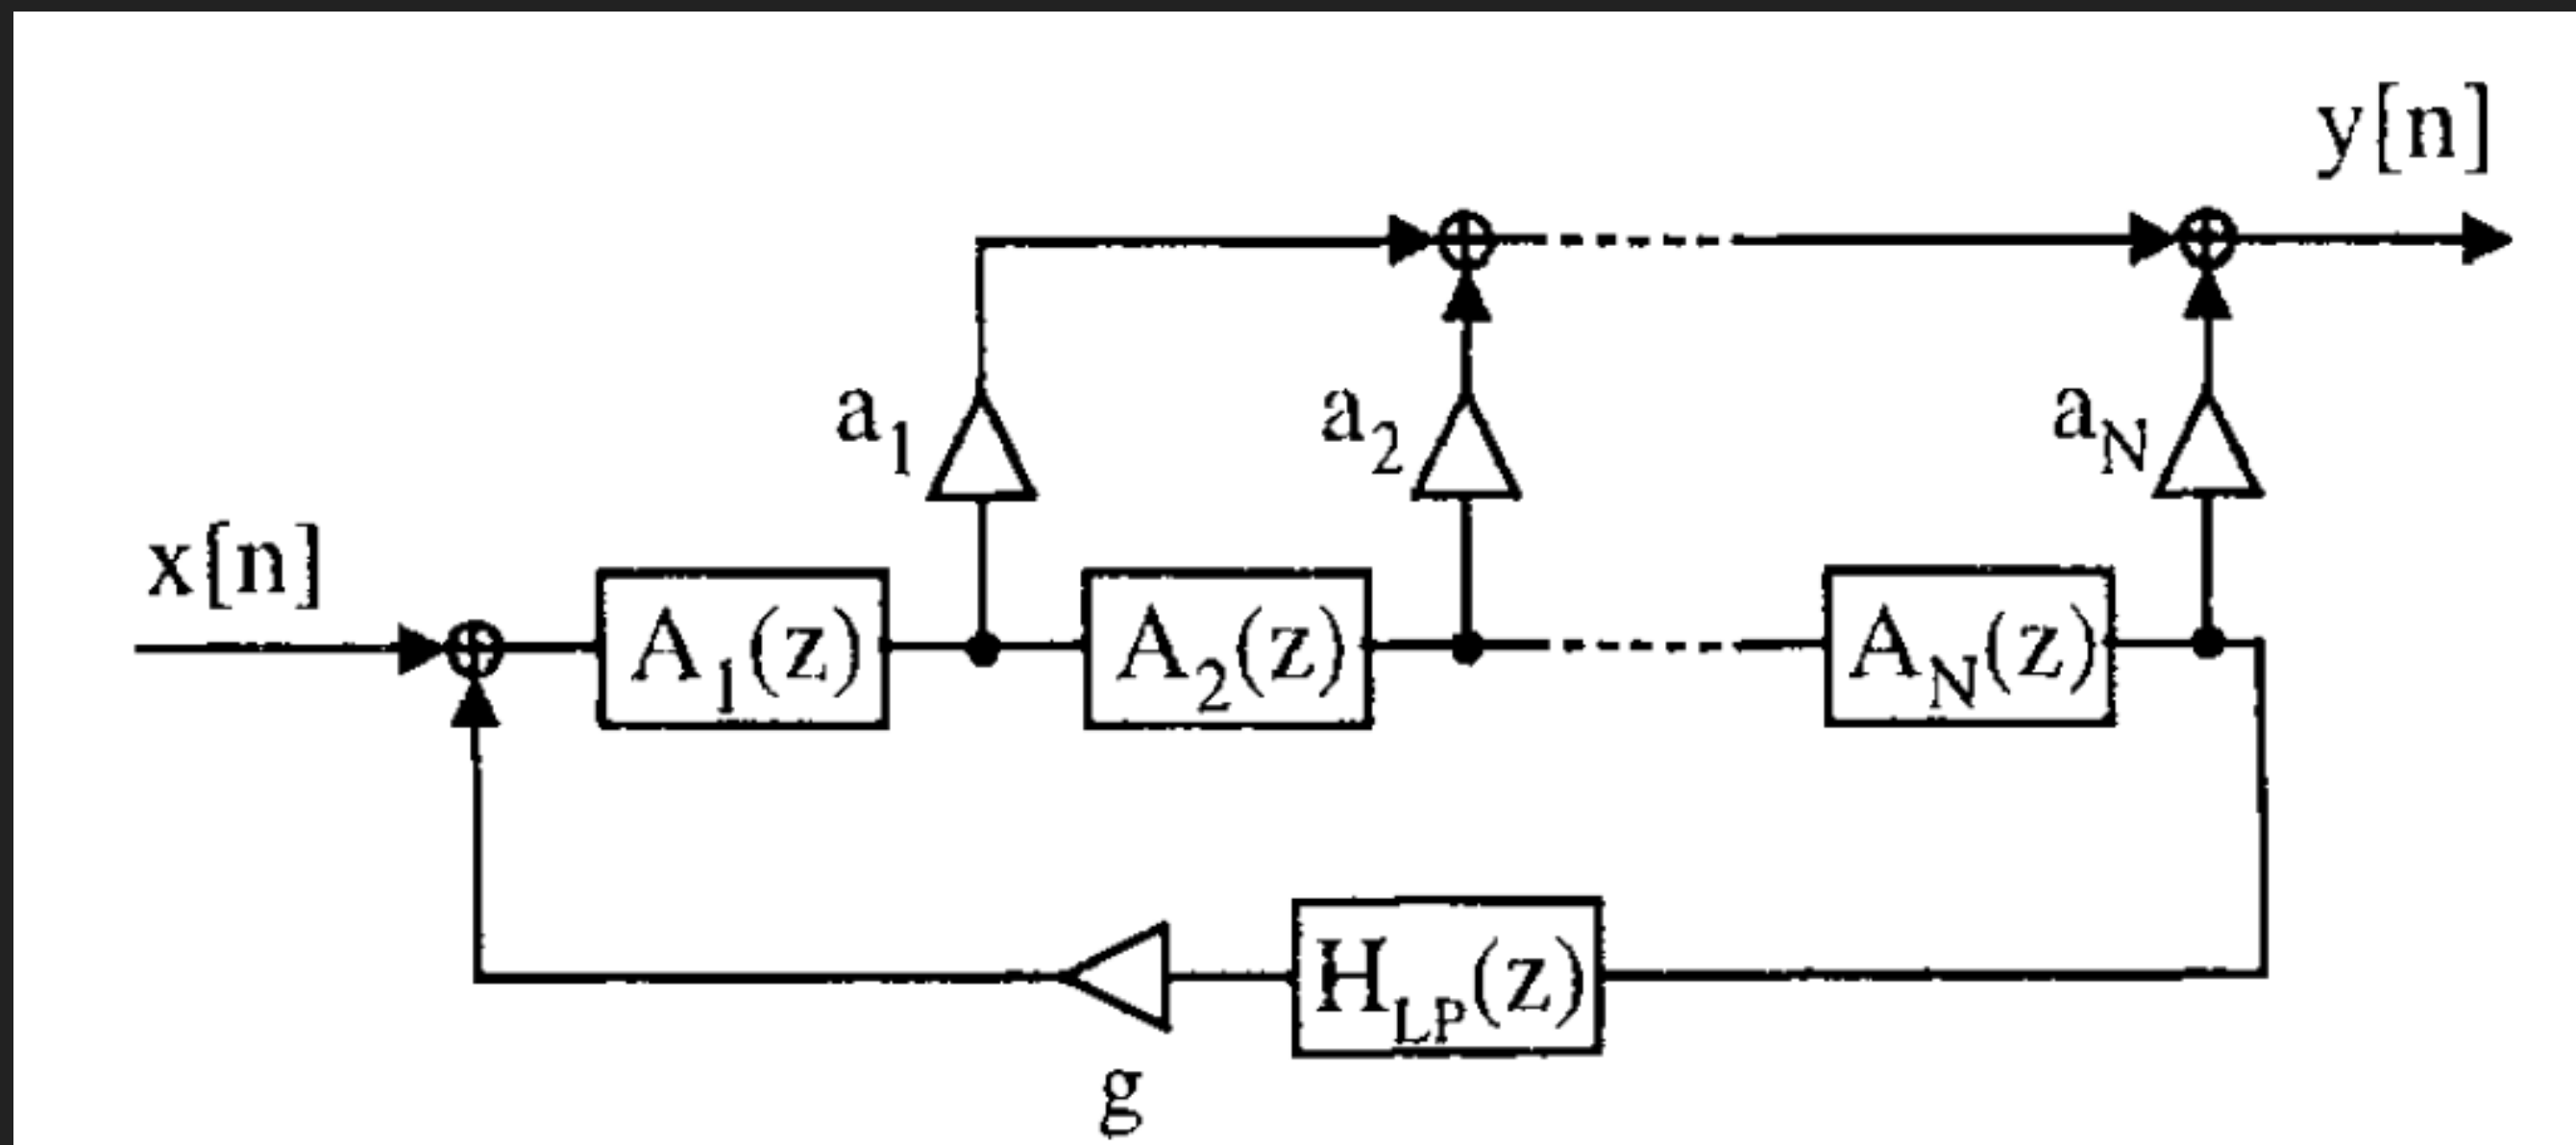 y[n]
a1
a2
aN
x[n]
A1(z)
A2(z)
AN(z)
HLP(z)
g